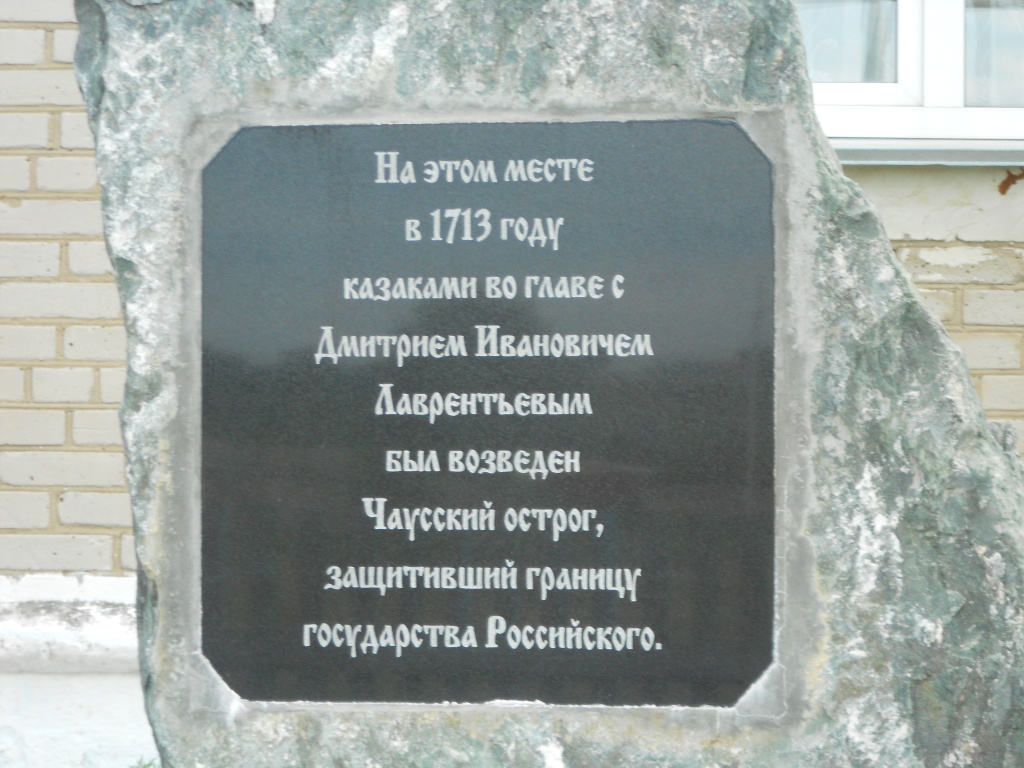 На этом месте
в 1713 году
казаками во главе с
Дмитрием Ивановичем
Лаврентьевым
был возведен
Чаусский острог,
защитивший границу
государства Российского.